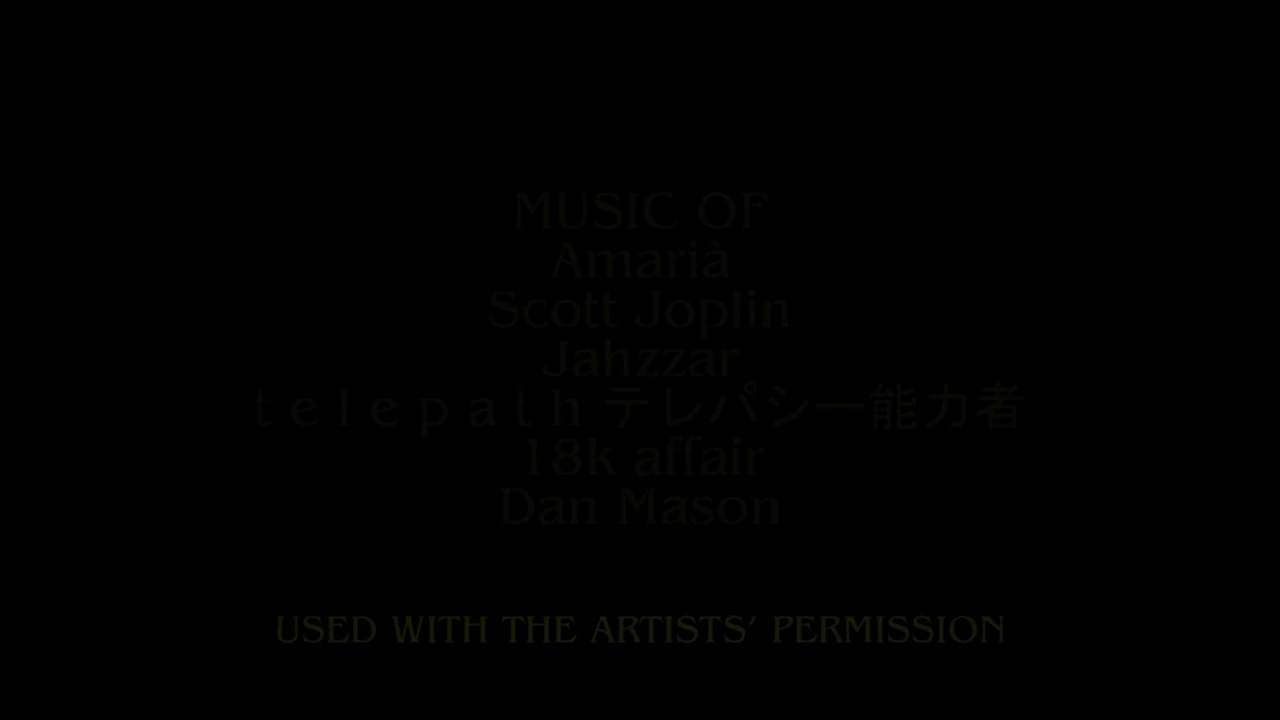 MUSIC OF
Amarià
Scott Joplin
Jahzzar
t e l e p a t h テレパシー能力者
18k affair
Dan Mason
USED WITH THE ARTISTS’ PERMISSION